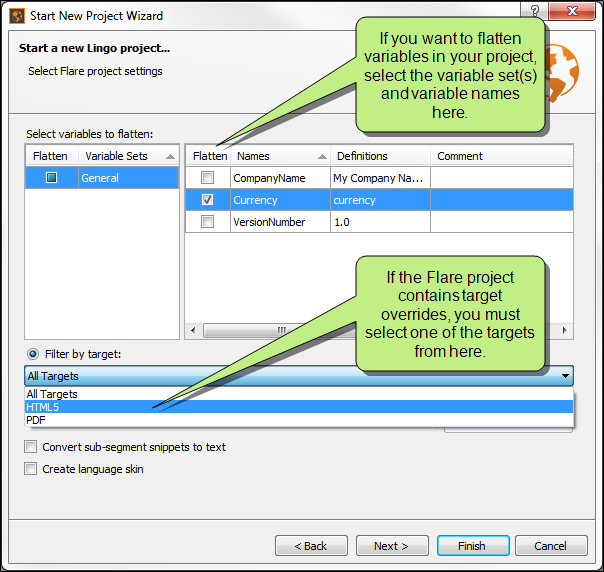 Start New Project Wizard
?
Start a new Lingo project...
Select Flare project settings
If you want to flatten
variables in your project,
select the variable set(s)
and variable names
here.
Select variables to flatten:
Flatten Variable Sets
General
Flatten Names Definitions Comment
CompanyName My Company Na...
Currency currency
VersionNumber 1.0
If the Flare project
contains target
overrides, you must
select one of the targets
from here.
Filter by target:
All Targets
All Targets
HTML5
PDF
Convert sub-segment snippets to text
Create language skin
< Back Next > Finish Cancel